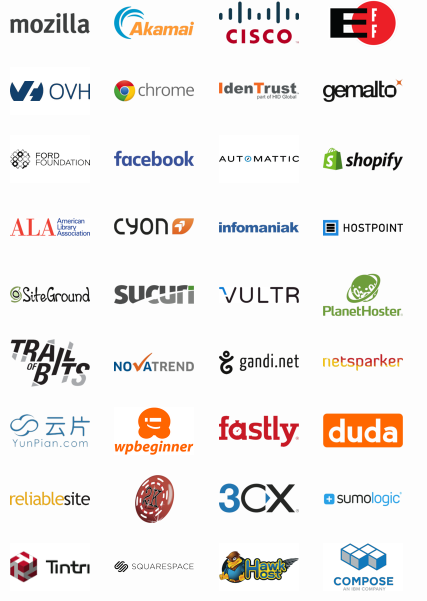 mozilla
Akamai
CISCO
EFF
OVH
chrome
IdenTrust
part of HID Global
gemalto
FORD
FOUNDATION
facebook
AUTOMATTIC
shopify
ALA American
Library
Association
CYON
infomaniak
HOSTPOINT
SiteGround
sucuri
VULTR
PlanetHoster
TRAIL
OF
BITS
NOVATREND
gandi.net
netsparker
云片
YunPian.com
wpbeginner
fastly
duda
reliablesite
3CX
sumologic
Tintri
SQUARESPACE
Hawk
Host
COMPOSE
AN IBM COMPANY